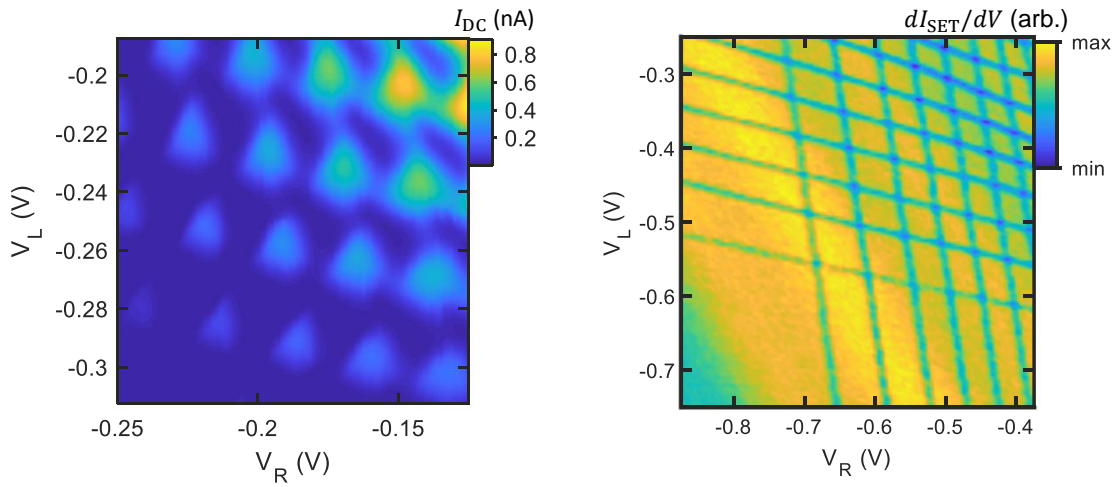 I_DC (nA)
0.8
0.6
0.4
0.2
-0.2
-0.22
-0.24
-0.26
-0.28
-0.3
V_L (V)
-0.25
-0.2
-0.15
V_R (V)
dI_SET/dV (arb.)
max
min
-0.3
-0.4
-0.5
-0.6
-0.7
V_L (V)
-0.8
-0.7
-0.6
-0.5
-0.4
V_R (V)